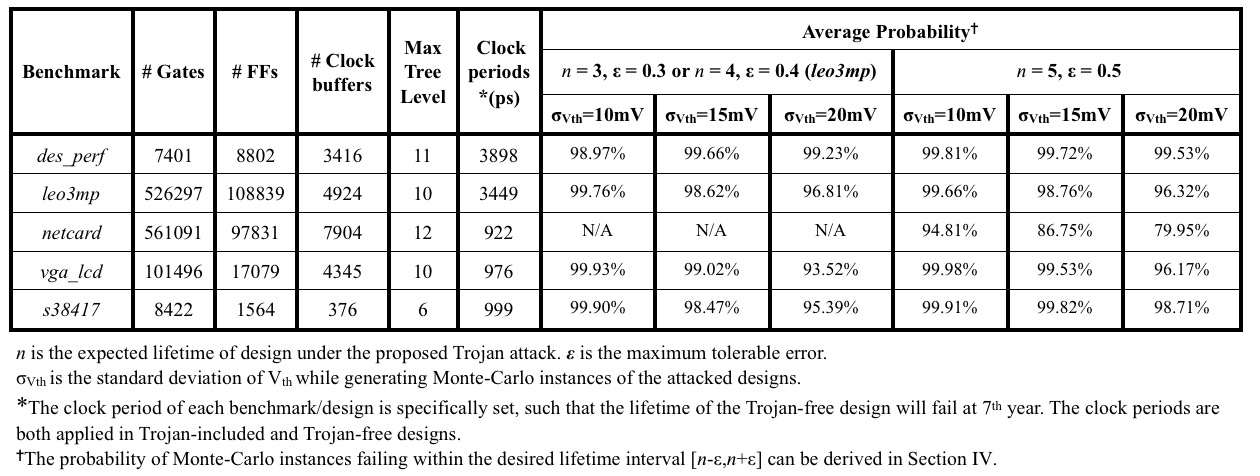 Benchmark # Gates # FFs # Clock buffers Max Tree Level Clock periods *(ps) Average Probability†
n = 3, ε = 0.3 or n = 4, ε = 0.4 (leo3mp) n = 5, ε = 0.5
σVth=10mV σVth=15mV σVth=20mV σVth=10mV σVth=15mV σVth=20mV
des_perf 7401 8802 3416 11 3898 98.97% 99.66% 99.23% 99.81% 99.72% 99.53%
leo3mp 526297 108839 4924 10 3449 99.76% 98.62% 96.81% 99.66% 98.76% 96.32%
netcard 561091 97831 7904 12 922 N/A N/A N/A 94.81% 86.75% 79.95%
vga_lcd 101496 17079 4345 10 976 99.93% 99.02% 93.52% 99.98% 99.53% 96.17%
s38417 8422 1564 376 6 999 99.90% 98.47% 95.39% 99.91% 99.82% 98.71%
n is the expected lifetime of design under the proposed Trojan attack. ε is the maximum tolerable error.
σVth is the standard deviation of Vth while generating Monte-Carlo instances of the attacked designs.
*The clock period of each benchmark/design is specifically set, such that the lifetime of the Trojan-free design will fail at 7th year. The clock periods are
both applied in Trojan-included and Trojan-free designs.
†The probability of Monte-Carlo instances failing within the desired lifetime interval [n-ε,n+ε] can be derived in Section IV.